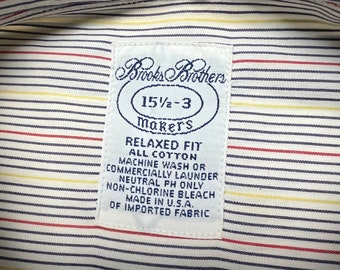 Brooks Brothers
15½-3
Makers
RELAXED FIT
ALL COTTON
MACHINE WASH OR
COMMERCIALLY LAUNDER
NEUTRAL PH ONLY
NON-CHLORINE BLEACH
MADE IN U.S.A.
OF IMPORTED FABRIC